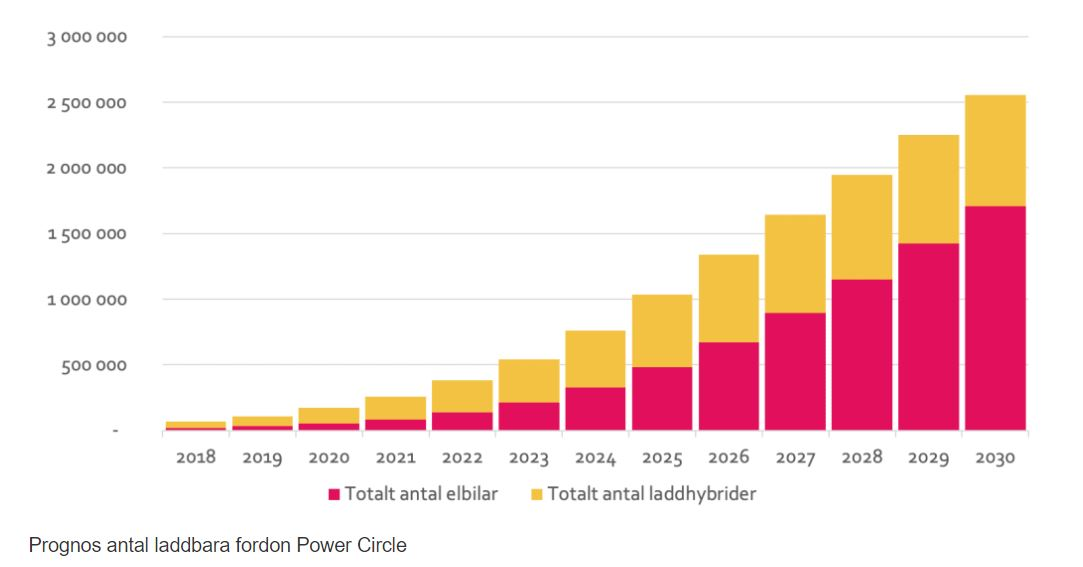 3 000 000
2 500 000
2 000 000
1 500 000
1 000 000
500 000
-
2018 2019 2020 2021 2022 2023 2024 2025 2026 2027 2028 2029 2030
Totalt antal elbilar Totalt antal laddhybrider
Prognos antal laddbara fordon Power Circle